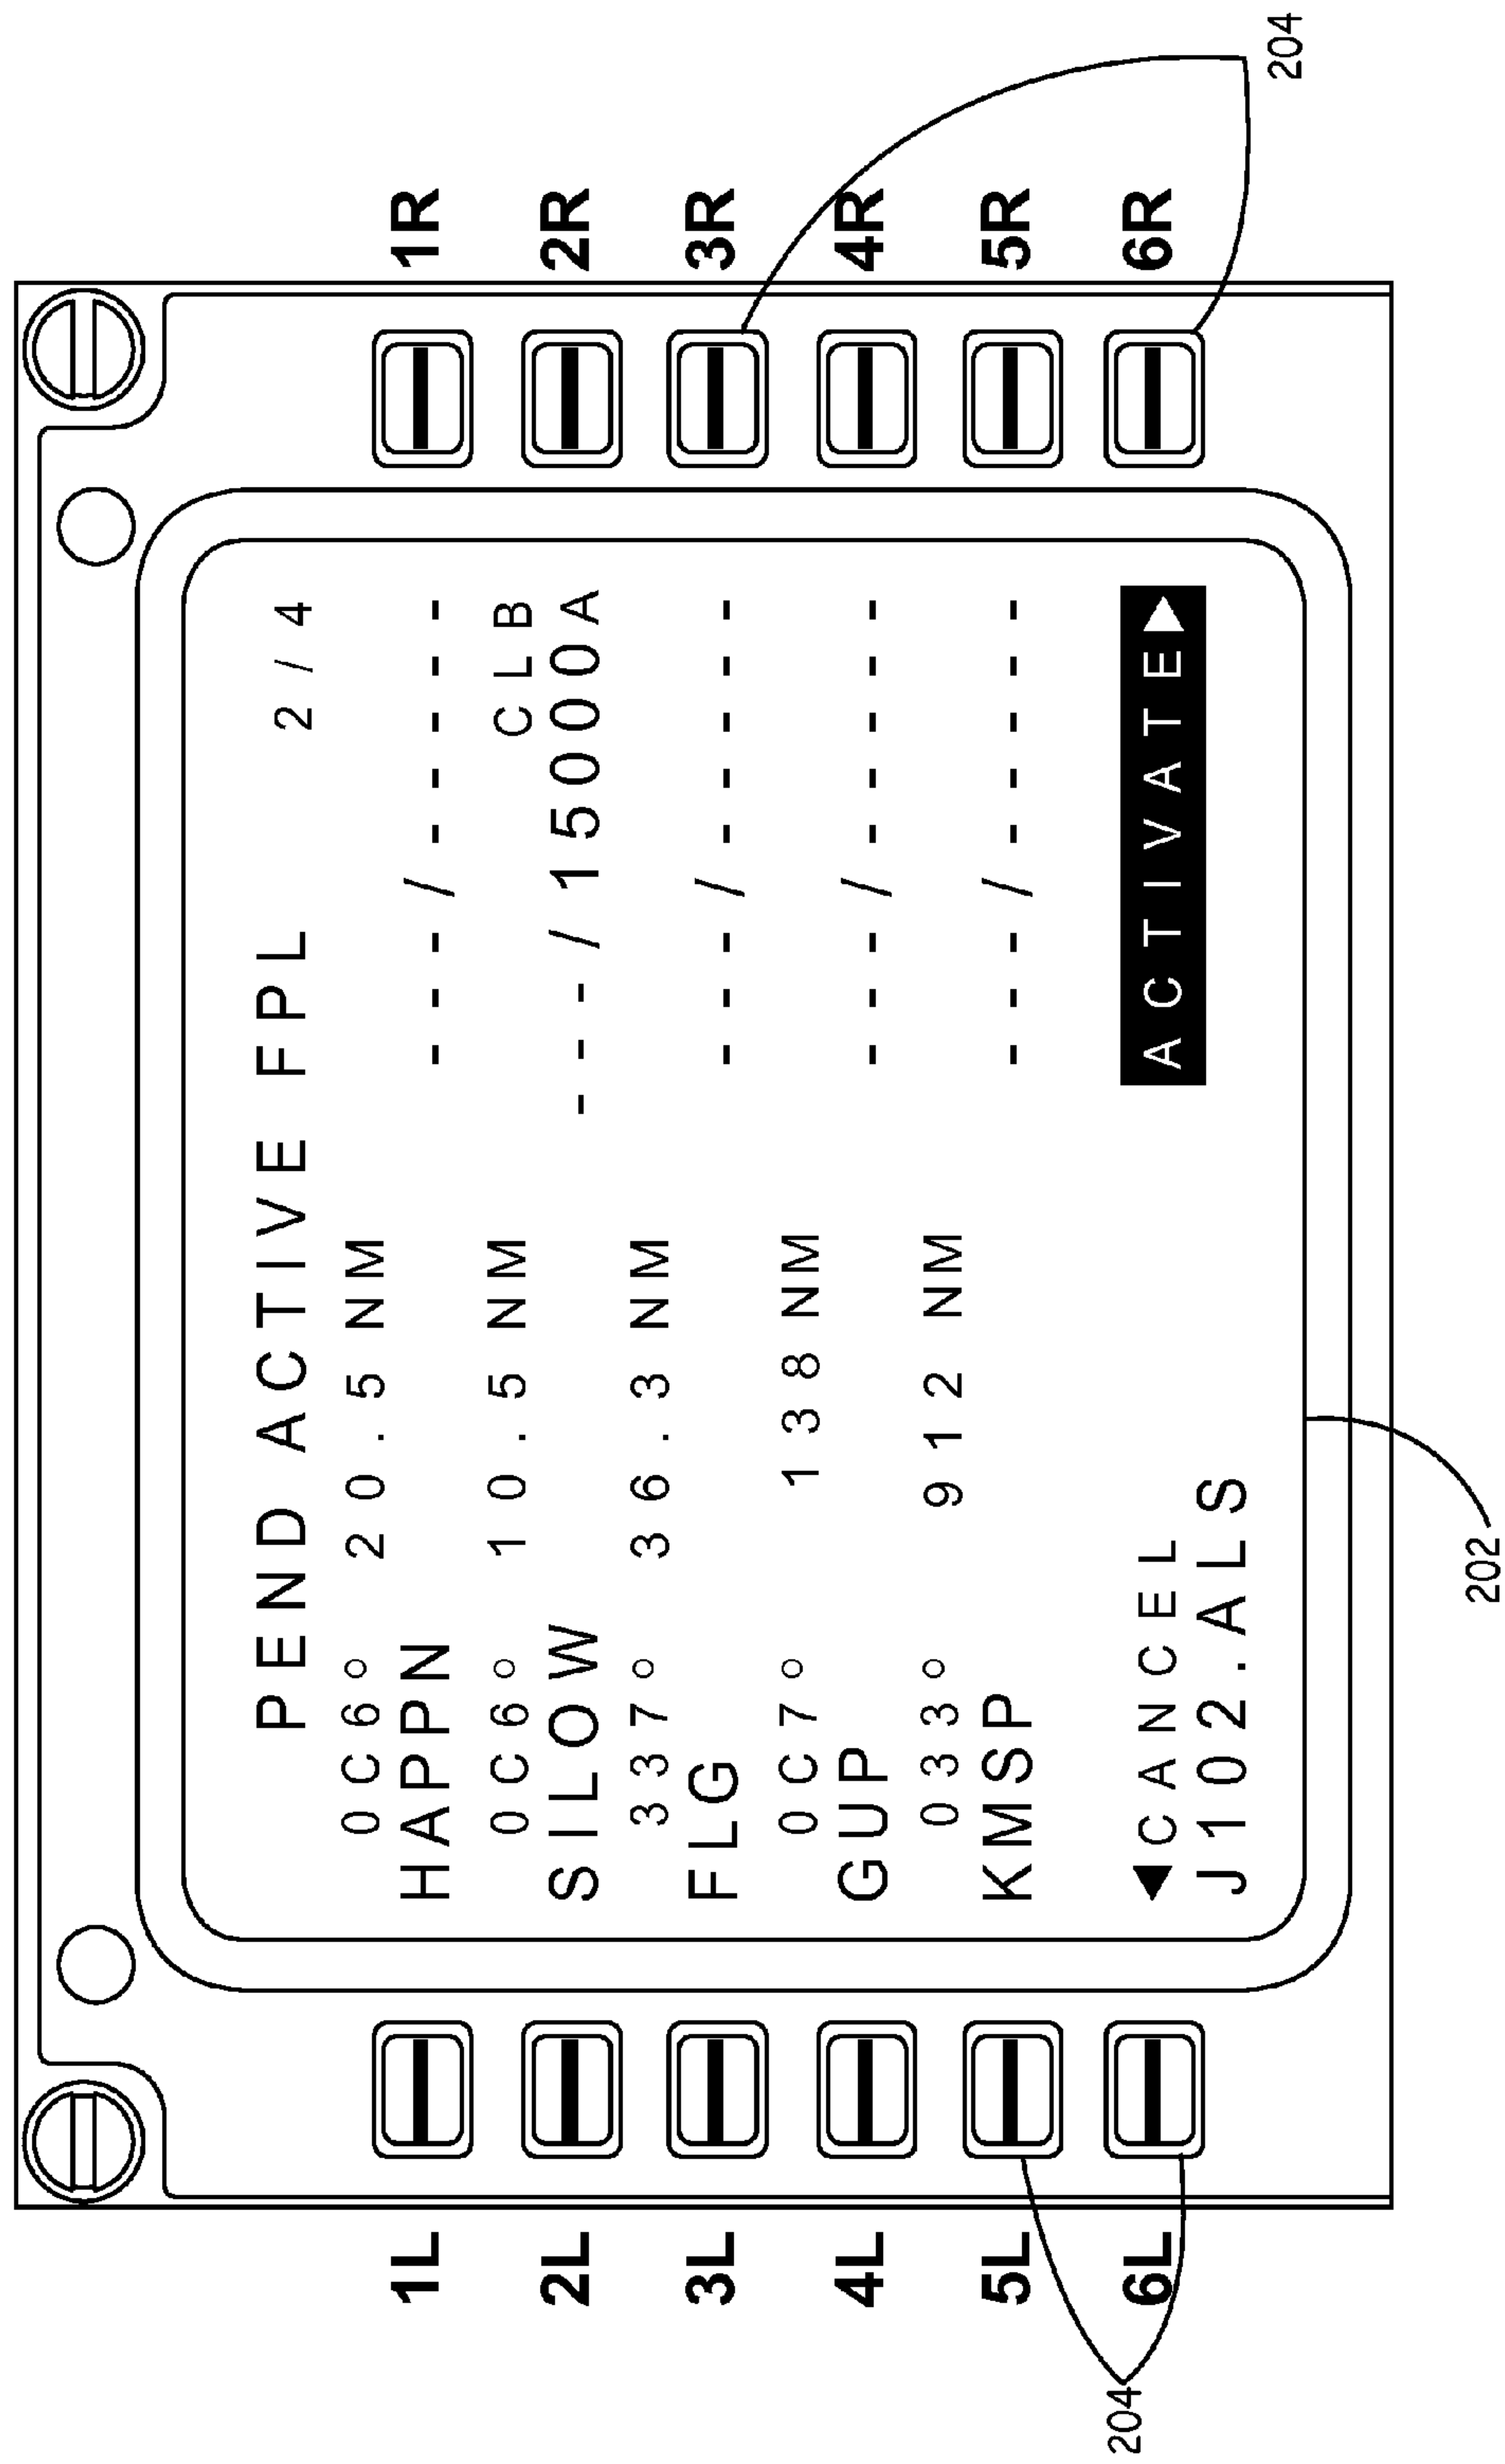 PEND ACTIVE FPL
2/4
0C6° 20.5 NM
1L HAPPN ---/----- 1R
0C6° 10.5 NM CLB
2L SILOW ---/15000A 2R
337° 36.3 NM
3L FLG ---/----- 3R
0C7° 138 NM
4L GUP ---/----- 4R
033° 912 NM
5L KMSP ---/----- 5R
6L ◀CANCEL ACTIVATE▶ 6R
J102.ALS
204
204
202